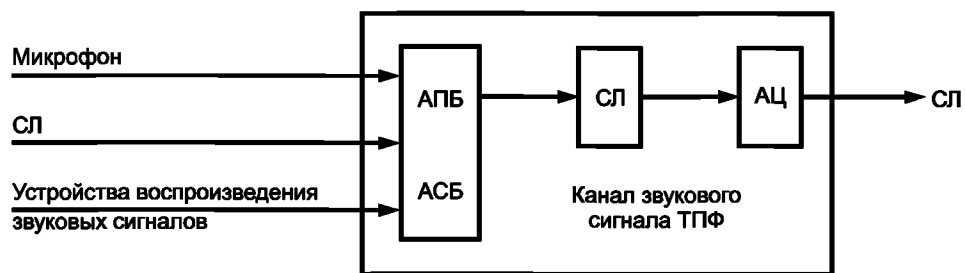 Микрофон
СЛ
Устройства воспроизведения
звуковых сигналов
АПБ
АСБ
СЛ
АЦ
СЛ
Канал звукового
сигнала ТПФ